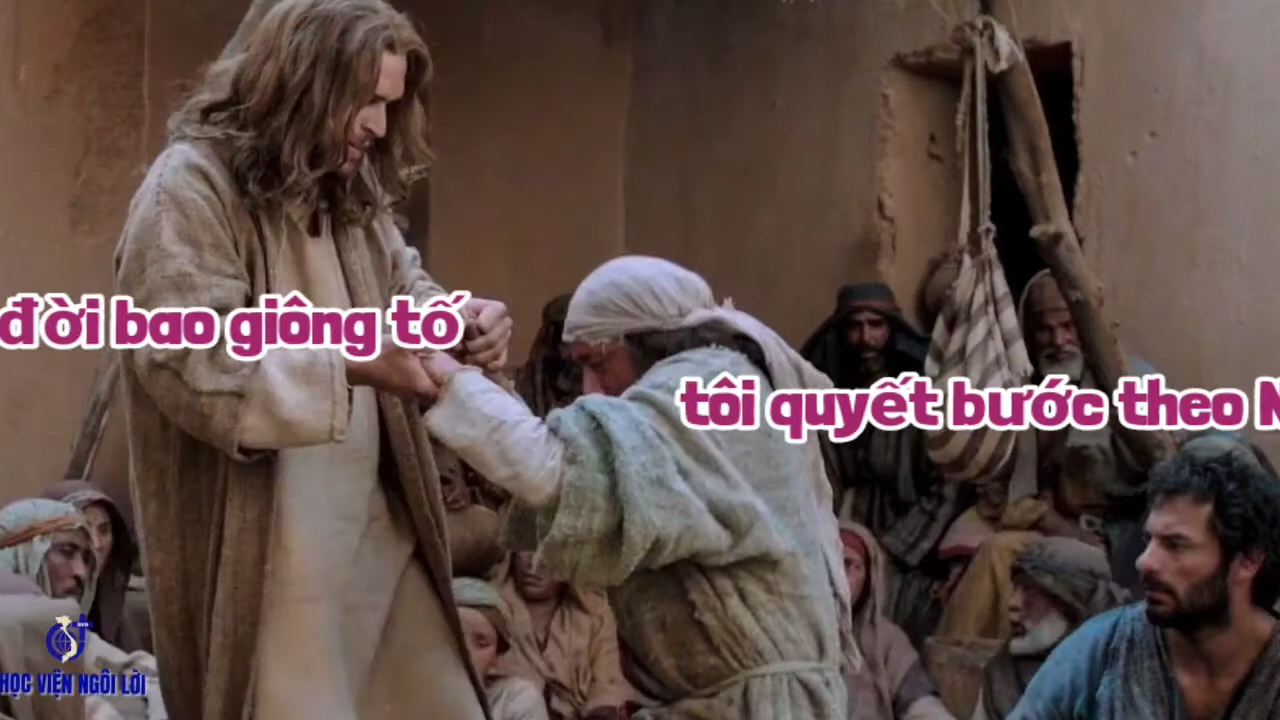 đời bao giông tố
tôi quyết bước theo
HỌC VIỆN NGÔI LỜI